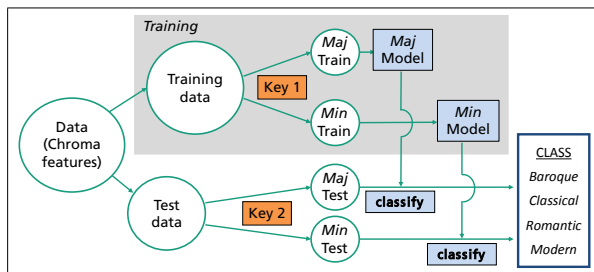 Training
Data
(Chroma
features)
Training
data
Key 1
Maj
Train
Maj
Model
Min
Train
Min
Model
Test
data
Key 2
Maj
Test
classify
Min
Test
classify
CLASS
Baroque
Classical
Romantic
Modern